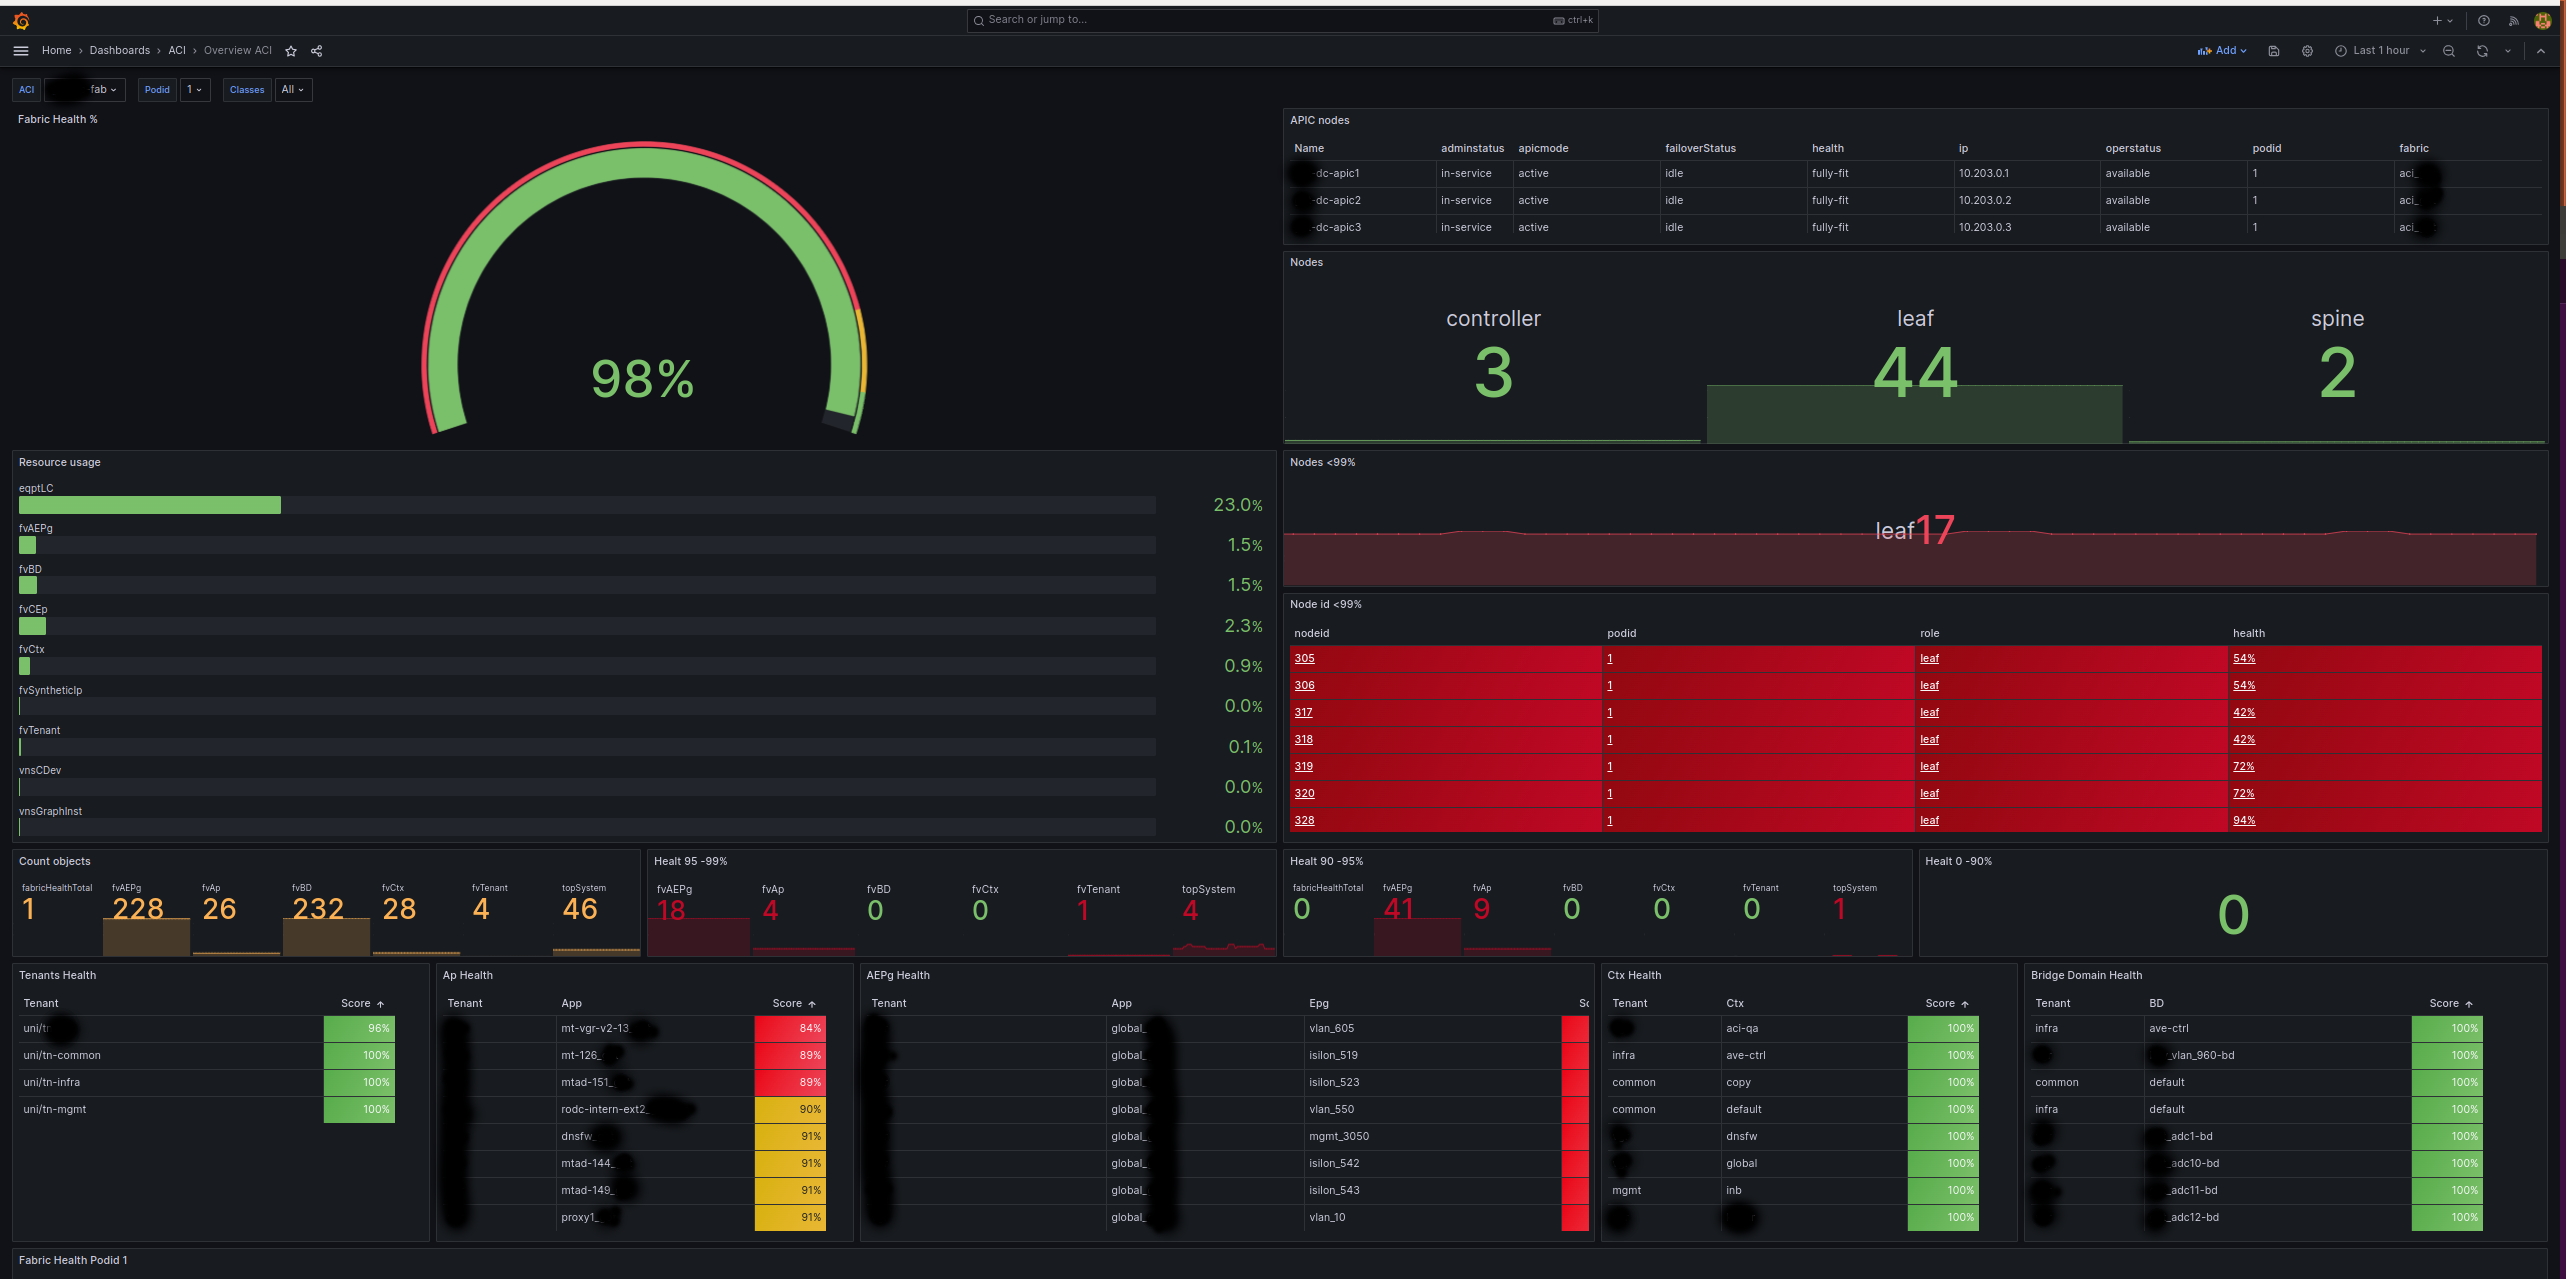 Search or jump to...
ctrl+k
Home › Dashboards › ACI › Overview ACI
Add
Last 1 hour
ACI
-fab
Podid
1
Classes
All
Fabric Health %
98%
APIC nodes
Name adminstatus apicmode failoverStatus health ip operstatus podid fabric
-dc-apic1 in-service active idle fully-fit 10.203.0.1 available 1 aci_
-dc-apic2 in-service active idle fully-fit 10.203.0.2 available 1 aci_
-dc-apic3 in-service active idle fully-fit 10.203.0.3 available 1 aci_
Nodes
controller leaf spine
3 44 2
Resource usage
eqptLC
23.0%
fvAEPg
1.5%
fvBD
1.5%
fvCEp
2.3%
fvCtx
0.9%
fvSyntheticIp
0.0%
fvTenant
0.1%
vnsCDev
0.0%
vnsGraphInst
0.0%
Nodes <99%
leaf17
Node id <99%
nodeid podid role health
305 1 leaf 54%
306 1 leaf 54%
317 1 leaf 42%
318 1 leaf 42%
319 1 leaf 72%
320 1 leaf 72%
328 1 leaf 94%
Count objects
fabricHealthTotal fvAEPg fvAp fvBD fvCtx fvTenant topSystem
1 228 26 232 28 4 46
Healt 95 -99%
fvAEPg fvAp fvBD fvCtx fvTenant topSystem
18 4 0 0 1 4
Healt 90 -95%
fabricHealthTotal fvAEPg fvAp fvBD fvCtx fvTenant topSystem
0 41 9 0 0 0 1
Healt 0 -90%
0
Tenants Health
Tenant Score
uni/tr 96%
uni/tn-common 100%
uni/tn-infra 100%
uni/tn-mgmt 100%
Ap Health
Tenant App Score
mt-vgr-v2-13_ 84%
mt-126_ 89%
mtad-151_ 89%
rodc-intern-ext2_ 90%
dnsfw_ 91%
mtad-144_ 91%
mtad-149_ 91%
proxy1_ 91%
AEPg Health
Tenant App Epg Sc
global_ vlan_605
global_ isilon_519
global_ isilon_523
global_ vlan_550
global_ mgmt_3050
global_ isilon_542
global_ isilon_543
global_ vlan_10
Ctx Health
Tenant Ctx Score
aci-qa 100%
infra ave-ctrl 100%
common copy 100%
common default 100%
dnsfw 100%
global 100%
mgmt inb 100%
100%
Bridge Domain Health
Tenant BD Score
infra ave-ctrl 100%
_vlan_960-bd 100%
common default 100%
infra default 100%
_adc1-bd 100%
_adc10-bd 100%
_adc11-bd 100%
_adc12-bd 100%
Fabric Health Podid 1